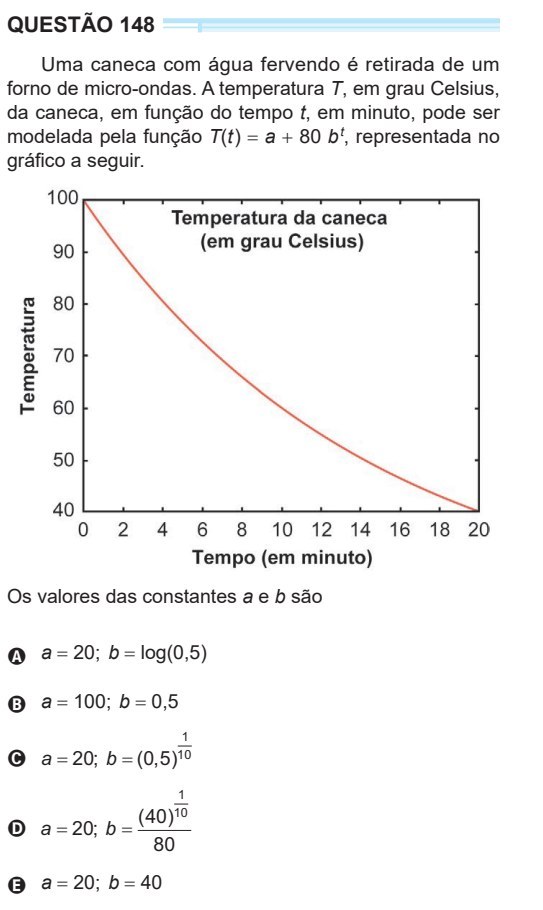 QUESTÃO 148
Uma caneca com água fervendo é retirada de um
forno de micro-ondas. A temperatura T, em grau Celsius,
da caneca, em função do tempo t, em minuto, pode ser
modelada pela função T(t) = a + 80 bᵗ, representada no
gráfico a seguir.
Temperatura da caneca
(em grau Celsius)
Temperatura
100
90
80
70
60
50
40
0 2 4 6 8 10 12 14 16 18 20
Tempo (em minuto)
Os valores das constantes a e b são
A a = 20; b = log(0,5)
B a = 100; b = 0,5
C a = 20; b = (0,5)^(1/10)
D a = 20; b = (40)^(1/10)/80
E a = 20; b = 40